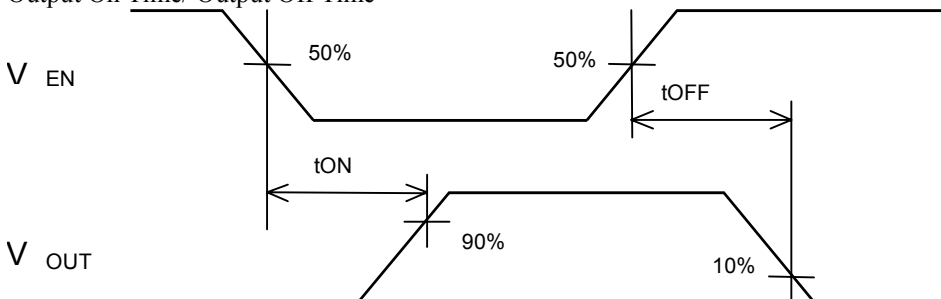 Output On Time/ Output Off Time
50%
50%
V EN
tOFF
tON
90%
V OUT
10%